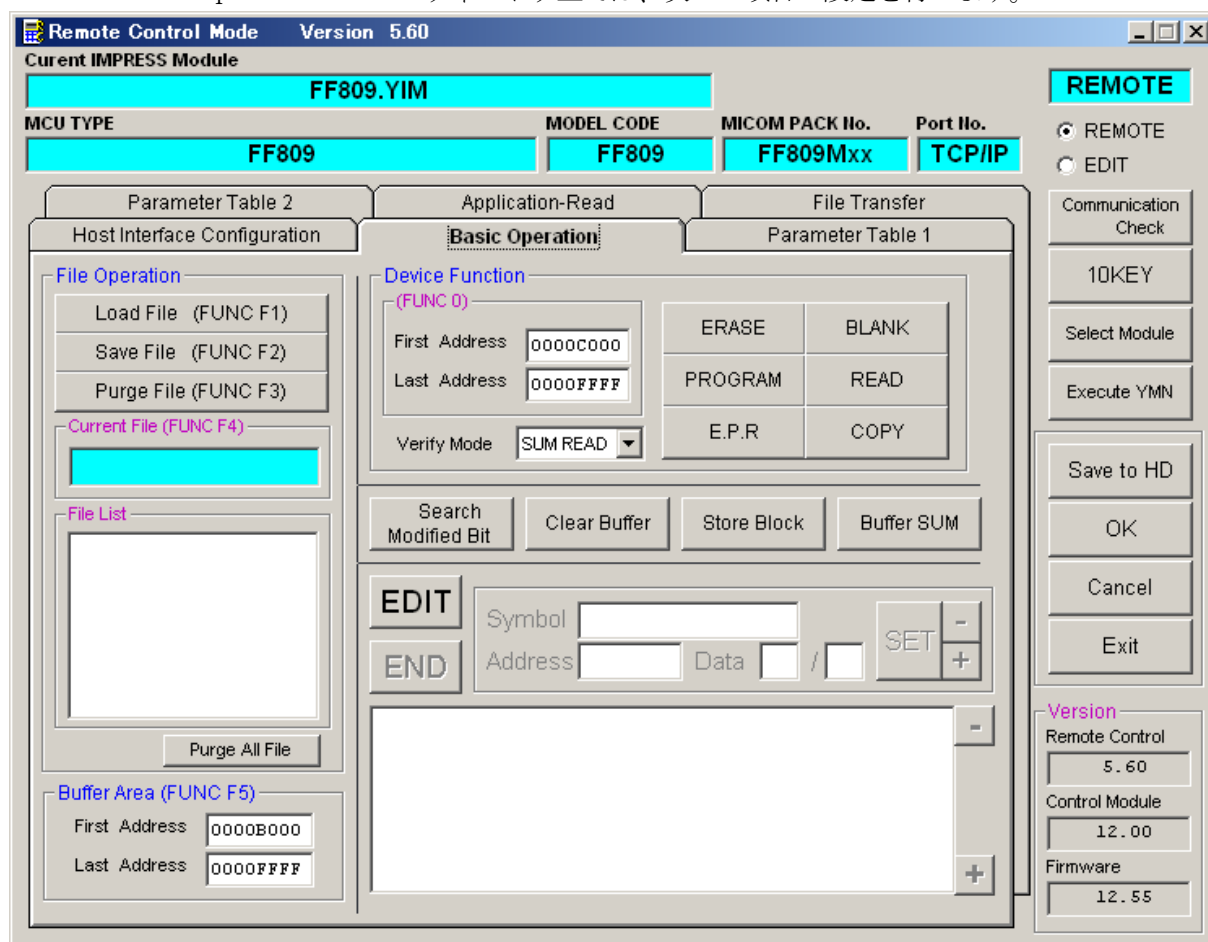 Remote Control Mode Version 5.60
Curent IMPRESS Module
FF809.YIM
MCU TYPE
MODEL CODE
MICOM PACK No.
Port No.
FF809
FF809
FF809Mxx
TCP/IP
Parameter Table 2
Application-Read
File Transfer
Host Interface Configuration
Basic Operation
Parameter Table 1
File Operation
Load File (FUNC F1)
Save File (FUNC F2)
Purge File (FUNC F3)
Current File (FUNC F4)
File List
Purge All File
Buffer Area (FUNC F5)
First Address 0000B000
Last Address 0000FFFF
Device Function
(FUNC 0)
First Address 0000C000
Last Address 0000FFFF
Verify Mode SUM READ
ERASE
BLANK
PROGRAM
READ
E.P.R
COPY
Search
Modified Bit
Clear Buffer
Store Block
Buffer SUM
EDIT
END
Symbol
Address
Data /
SET
-
+
-
+
REMOTE
REMOTE
EDIT
Communication
Check
10KEY
Select Module
Execute YMN
Save to HD
OK
Cancel
Exit
Version
Remote Control
5.60
Control Module
12.00
Firmware
12.55